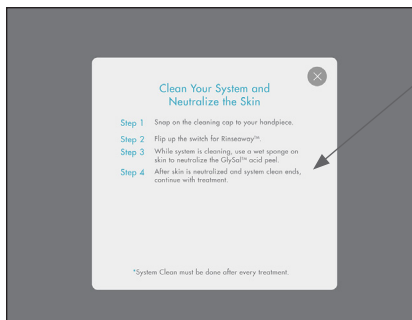 Clean Your System and
Neutralize the Skin
Step 1 Snap on the cleaning cap to your handpiece.
Step 2 Flip up the switch for Rinseaway™.
Step 3 While system is cleaning, use a wet sponge on
skin to neutralize the GlySal™ acid peel.
Step 4 After skin is neutralized and system clean ends,
continue with treatment.
*System Clean must be done after every treatment.